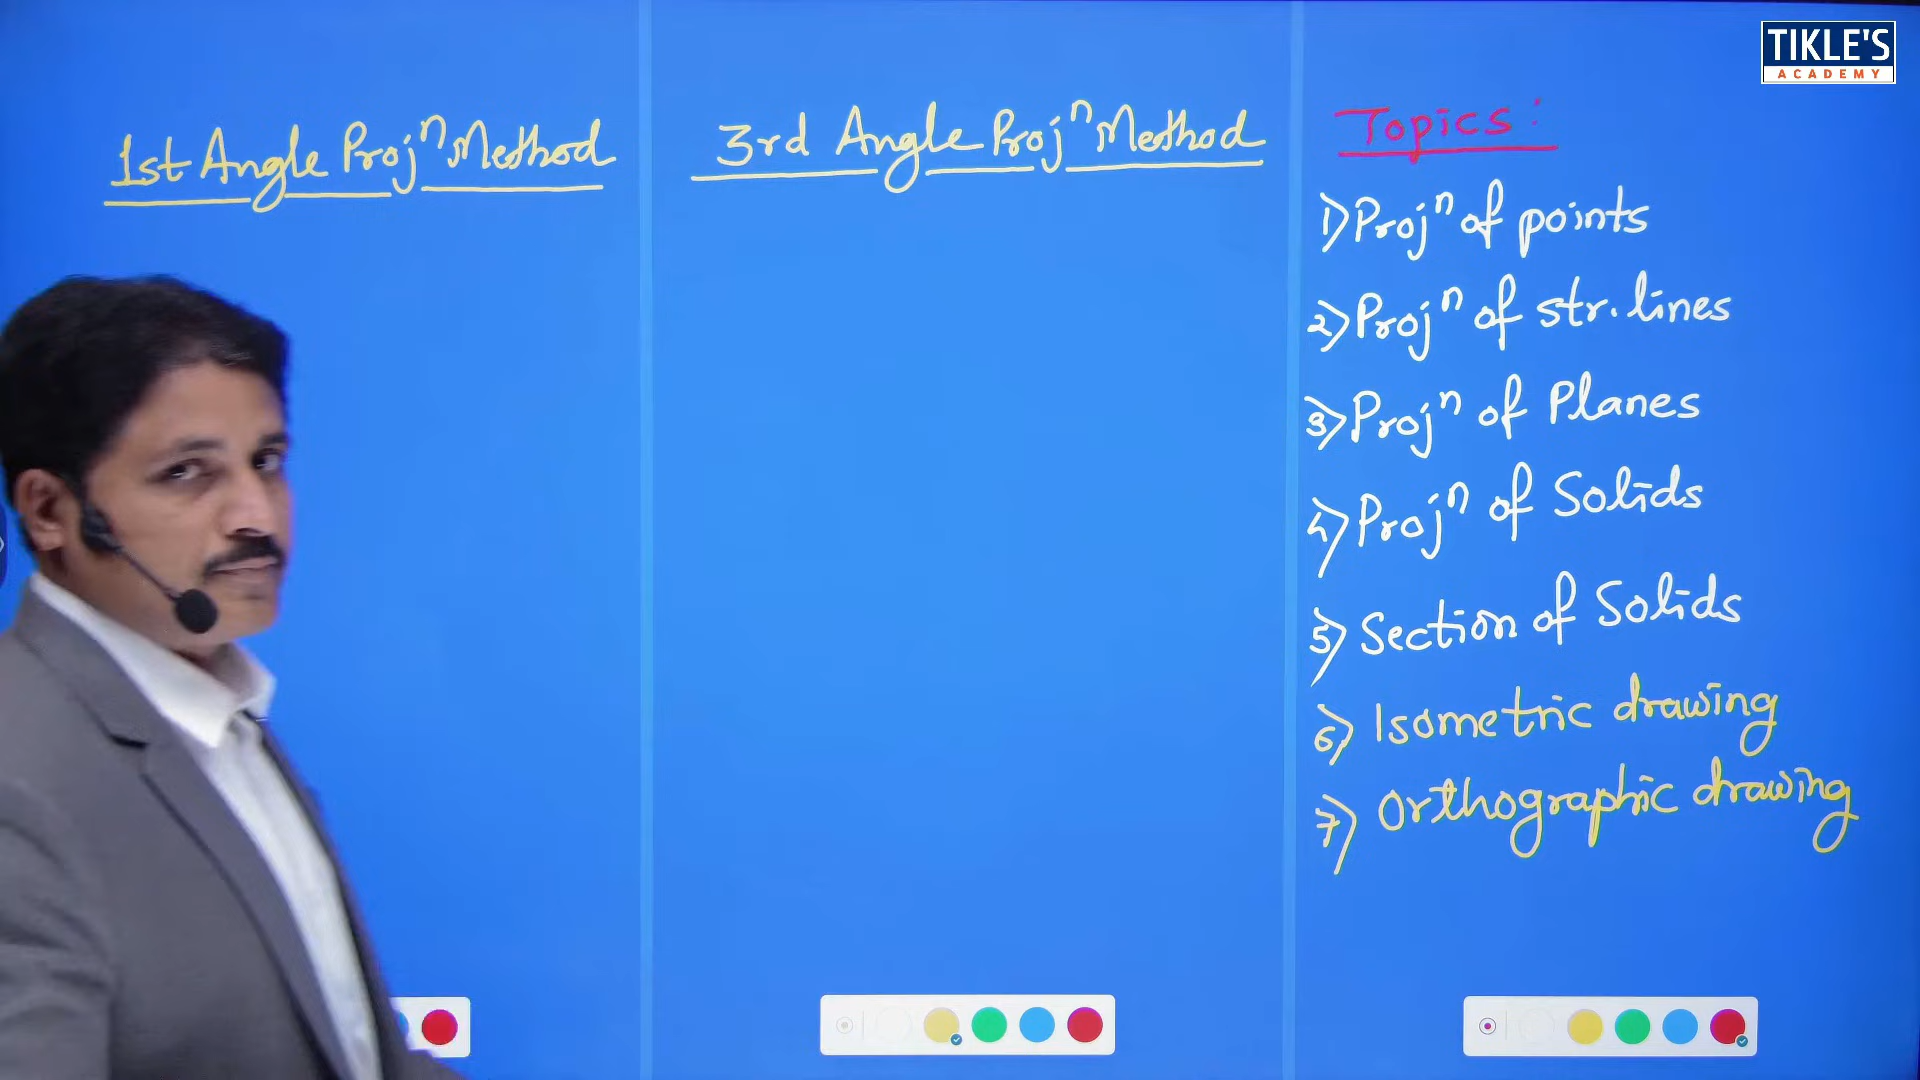 TIKLE'S
ACADEMY
1st Angle Projⁿ Method
3rd Angle Projⁿ Method
Topics:
1) Projⁿ of points
2) Projⁿ of str. lines
3) Projⁿ of Planes
4) Projⁿ of Solids
5) Section of Solids
6) Isometric drawing
7) Orthographic drawing